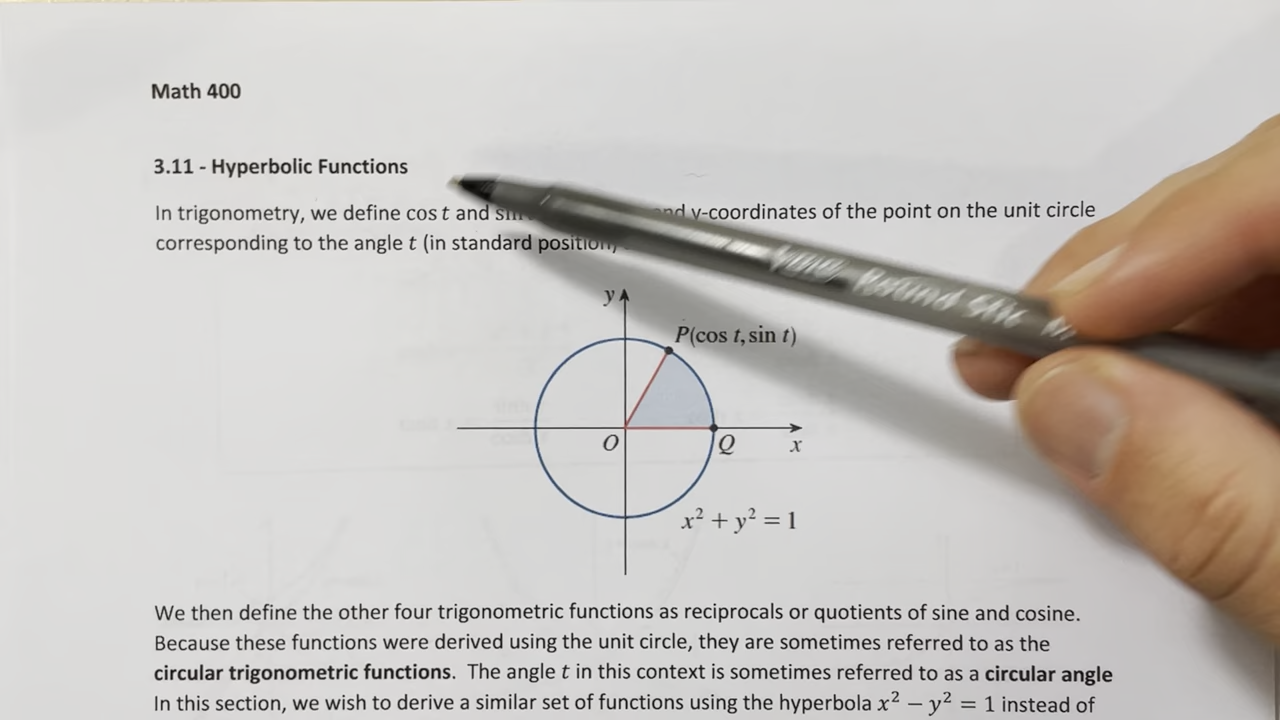 Math 400
3.11 - Hyperbolic Functions
In trigonometry, we define cos t and y-coordinates of the point on the unit circle
corresponding to the angle t (in standard position)
y
P(cos t, sin t)
O
Q
x
x² + y² = 1
We then define the other four trigonometric functions as reciprocals or quotients of sine and cosine.
Because these functions were derived using the unit circle, they are sometimes referred to as the
circular trigonometric functions. The angle t in this context is sometimes referred to as a circular angle
In this section, we wish to derive a similar set of functions using the hyperbola x² − y² = 1 instead of